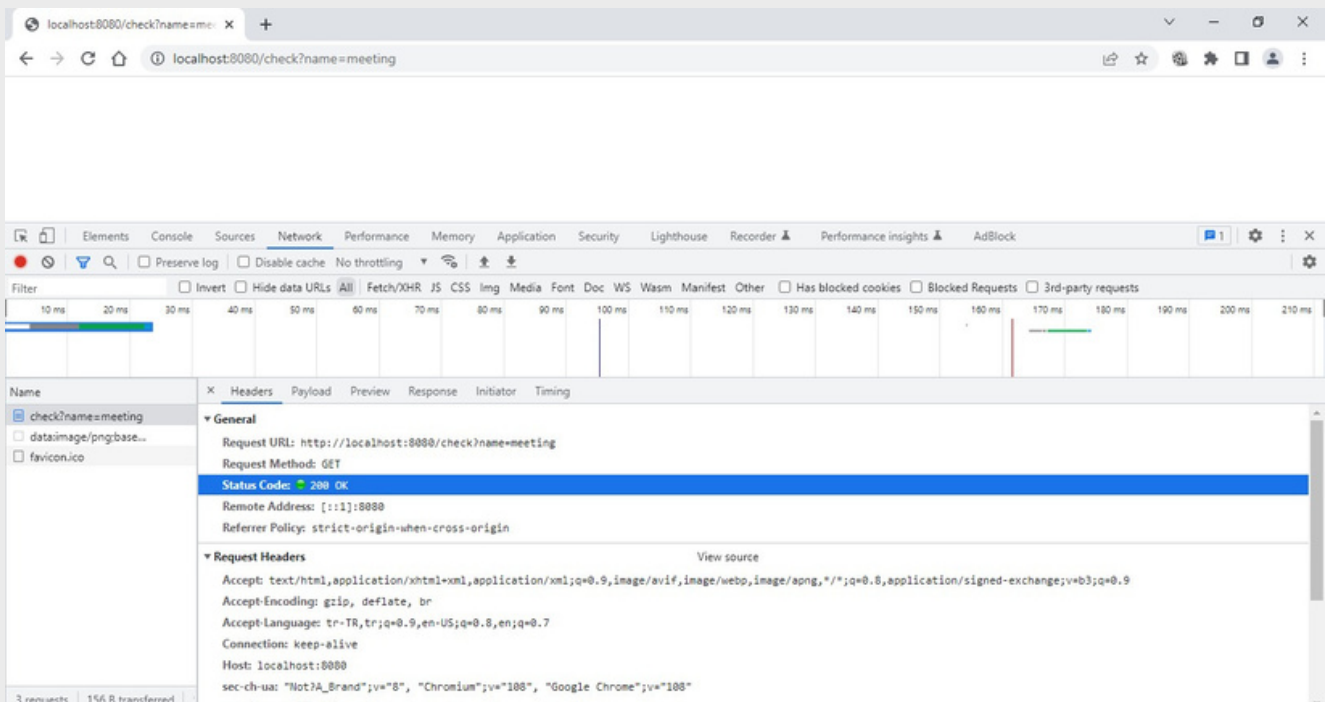 localhost:8080/check?name=mee
localhost:8080/check?name=meeting
Elements Console Sources Network Performance Memory Application Security Lighthouse Recorder Performance insights AdBlock 1
Preserve log Disable cache No throttling
Filter Invert Hide data URLs All Fetch/XHR JS CSS Img Media Font Doc WS Wasm Manifest Other Has blocked cookies Blocked Requests 3rd-party requests
10 ms 20 ms 30 ms 40 ms 50 ms 60 ms 70 ms 80 ms 90 ms 100 ms 110 ms 120 ms 130 ms 140 ms 150 ms 160 ms 170 ms 180 ms 190 ms 200 ms 210 ms
Name Headers Payload Preview Response Initiator Timing
check?name=meeting
data:image/png;base...
favicon.ico
General
Request URL: http://localhost:8080/check?name=meeting
Request Method: GET
Status Code: 200 OK
Remote Address: [::1]:8080
Referrer Policy: strict-origin-when-cross-origin
Request Headers View source
Accept: text/html,application/xhtml+xml,application/xml;q=0.9,image/avif,image/webp,image/apng,*/*;q=0.8,application/signed-exchange;v=b3;q=0.9
Accept-Encoding: gzip, deflate, br
Accept-Language: tr-TR,tr;q=0.9,en-US;q=0.8,en;q=0.7
Connection: keep-alive
Host: localhost:8080
sec-ch-ua: "Not?A_Brand";v="8", "Chromium";v="108", "Google Chrome";v="108"
3 requests 156 B transferred